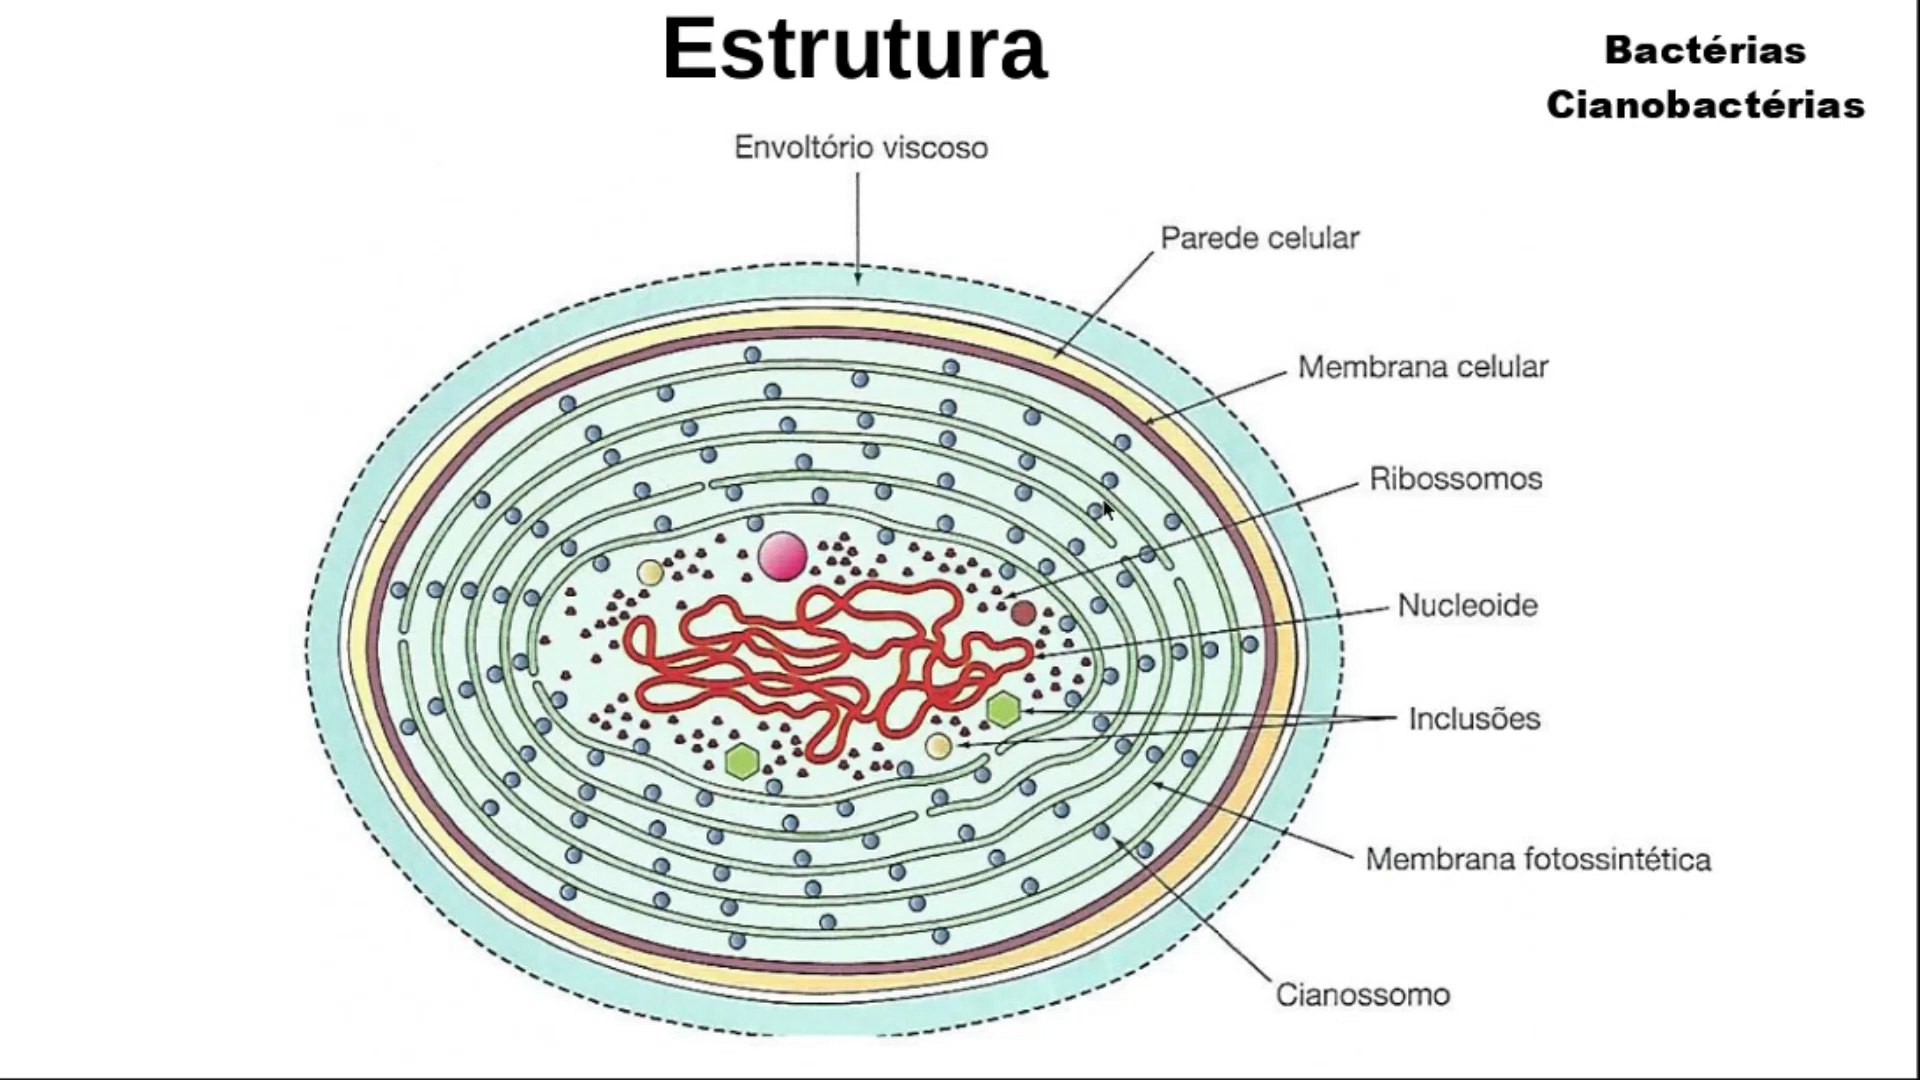 Estrutura
Bactérias
Cianobactérias
Envoltório viscoso
Parede celular
Membrana celular
Ribossomos
Nucleoide
Inclusões
Membrana fotossintética
Cianossomo